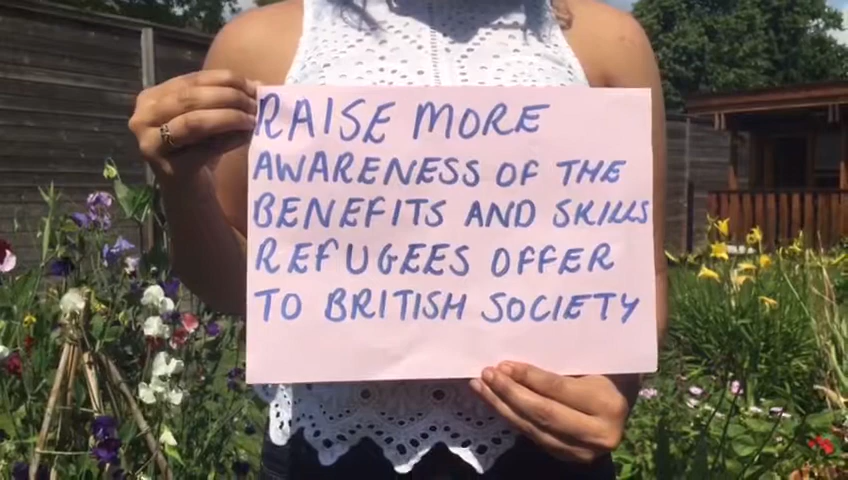 RAISE MORE
AWARENESS OF THE
BENEFITS AND SKILLS
REFUGEES OFFER
TO BRITISH SOCIETY